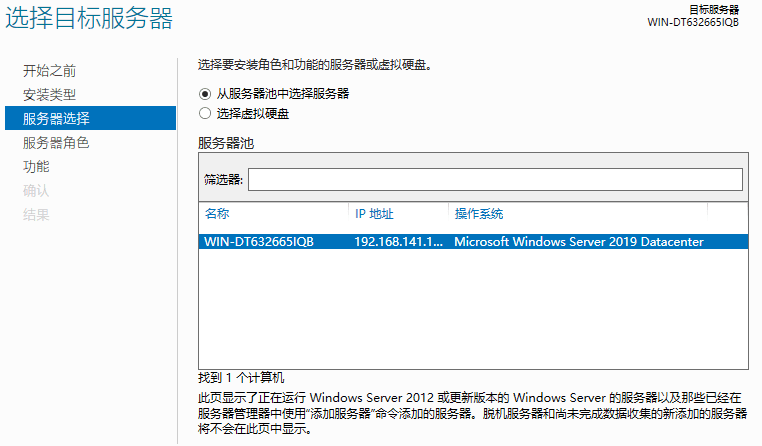 选择目标服务器
目标服务器
WIN-DT632665IQB
开始之前
安装类型
服务器选择
服务器角色
功能
确认
结果
选择要安装角色和功能的服务器或虚拟硬盘。
从服务器池中选择服务器
选择虚拟硬盘
服务器池
筛选器:
名称 IP 地址 操作系统
WIN-DT632665IQB 192.168.141.1... Microsoft Windows Server 2019 Datacenter
找到 1 个计算机
此页显示了正在运行 Windows Server 2012 或更新版本的 Windows Server 的服务器以及那些已经在
服务器管理器中使用"添加服务器"命令添加的服务器。脱机服务器和尚未完成数据收集的新添加的服务器
将不会在此页中显示。